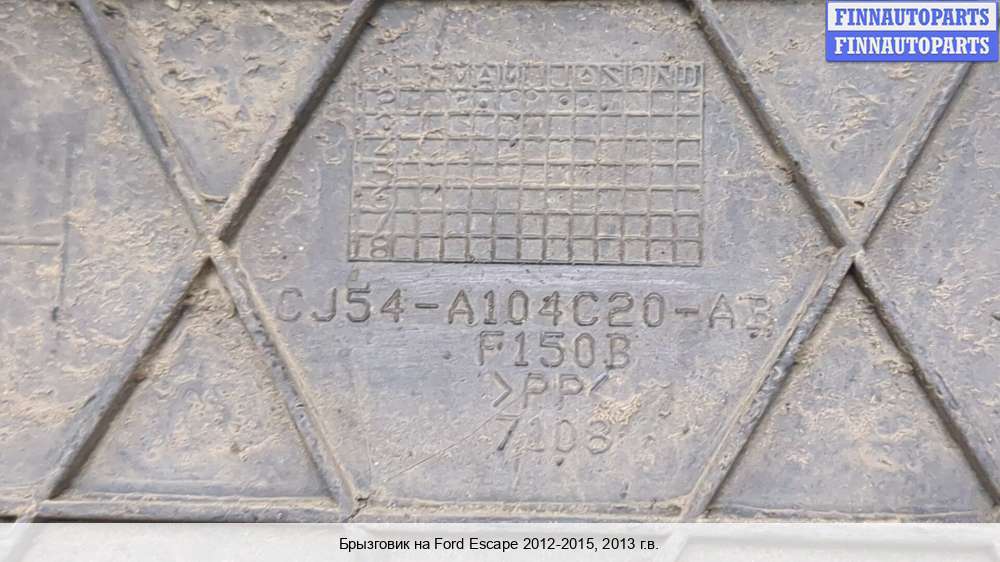 FINNAUTOPARTS
FINNAUTOPARTS
CJ54-A104C20-AB
F150B
>PP<
7108
Брызговик на Ford Escape 2012-2015, 2013 г.в.